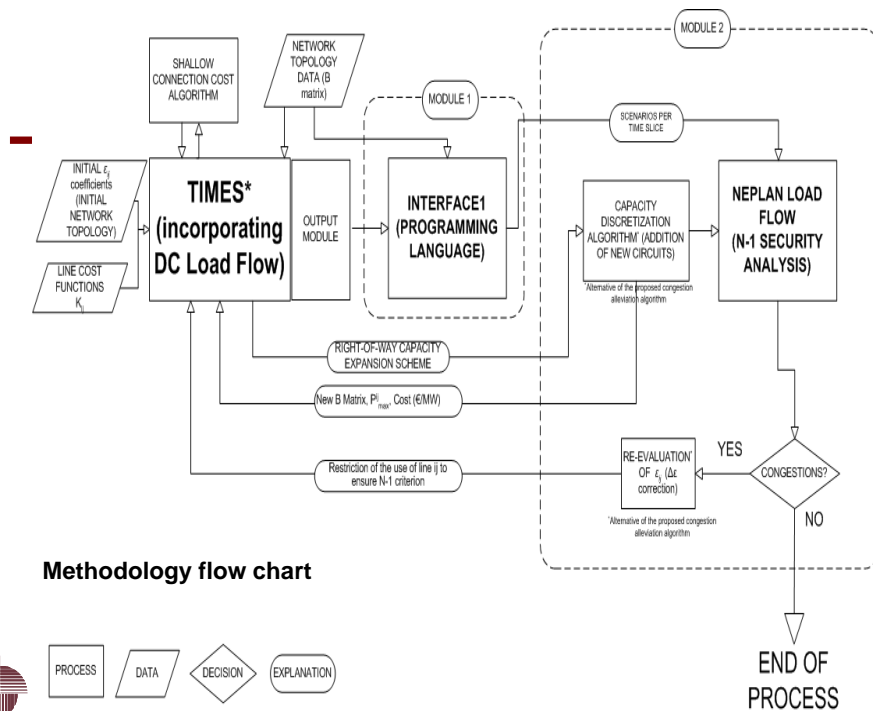 MODULE 2
SHALLOW
CONNECTION COST
ALGORITHM
NETWORK
TOPOLOGY
DATA (B
matrix)
MODULE 1
SCENARIOS PER
TIME SLICE
INITIAL εij
coefficients
(INITIAL
NETWORK
TOPOLOGY)
LINE COST
FUNCTIONS
Kij
TIMES*
(incorporating
DC Load Flow)
OUTPUT
MODULE
INTERFACE1
(PROGRAMMING
LANGUAGE)
CAPACITY
DISCRETIZATION
ALGORITHM* (ADDITION
OF NEW CIRCUITS)
*Alternative of the proposed congestion
alleviation algorithm
NEPLAN LOAD
FLOW
(N-1 SECURITY
ANALYSIS)
RIGHT-OF-WAY CAPACITY
EXPANSION SCHEME
New B Matrix, Pijmax, Cost (€/MW)
Restriction of the use of line ij to
ensure N-1 criterion
RE-EVALUATION*
OF εij (Δε
correction)
*Alternative of the proposed congestion
alleviation algorithm
YES
CONGESTIONS?
NO
Methodology flow chart
PROCESS
DATA
DECISION
EXPLANATION
END OF
PROCESS